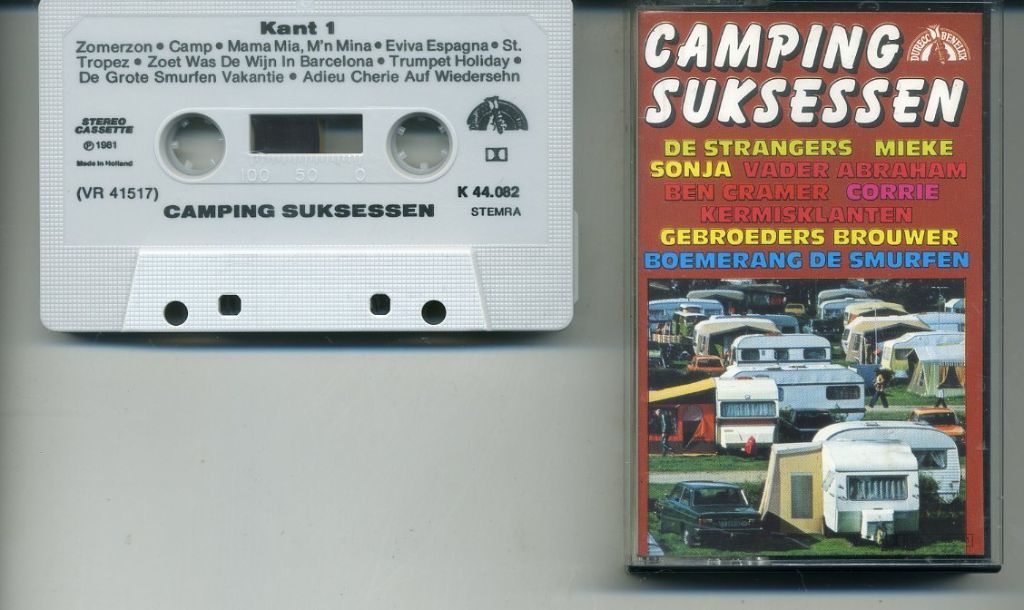 Kant 1
Zomerzon • Camp • Mama Mia, M'n Mina • Eviva Espagna • St.
Tropez • Zoet Was De Wijn In Barcelona • Trumpet Holiday •
De Grote Smurfen Vakantie • Adieu Cherie Auf Wiedersehn
STEREO
CASSETTE
℗ 1981
Made in Holland
100 50 0
(VR 41517)
K 44.082
CAMPING SUKSESSEN
STEMRA
CAMPING
SUKSESSEN
DURECO BENELUX
DE STRANGERS MIEKE
SONJA VADER ABRAHAM
BEN CRAMER CORRIE
KERMISKLANTEN
GEBROEDERS BROUWER
BOEMERANG DE SMURFEN